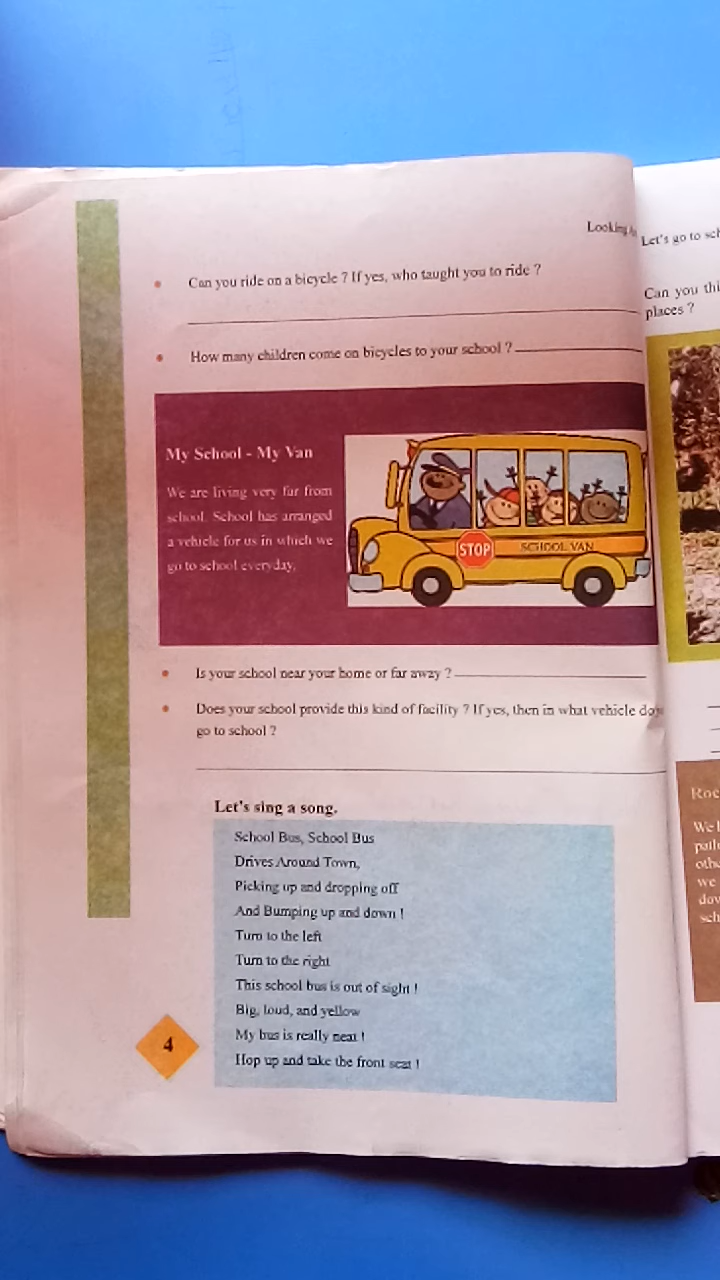 Looking
Can you ride on a bicycle ? If yes, who taught you to ride ?
How many children come on bicycles to your school ?
My School - My Van
We are living very far from
school. School has arranged
a vehicle for us in which we
go to school everyday.
STOP
SCHOOL VAN
Is your school near your home or far away ?
Does your school provide this kind of facility ? If yes, then in what vehicle do
go to school ?
Let's sing a song.
School Bus, School Bus
Drives Around Town,
Picking up and dropping off
And Bumping up and down !
Turn to the left
Turn to the right
This school bus is out of sight !
Big, loud, and yellow
My bus is really neat !
Hop up and take the front seat !
4
Let's go to
Can you
places ?
we